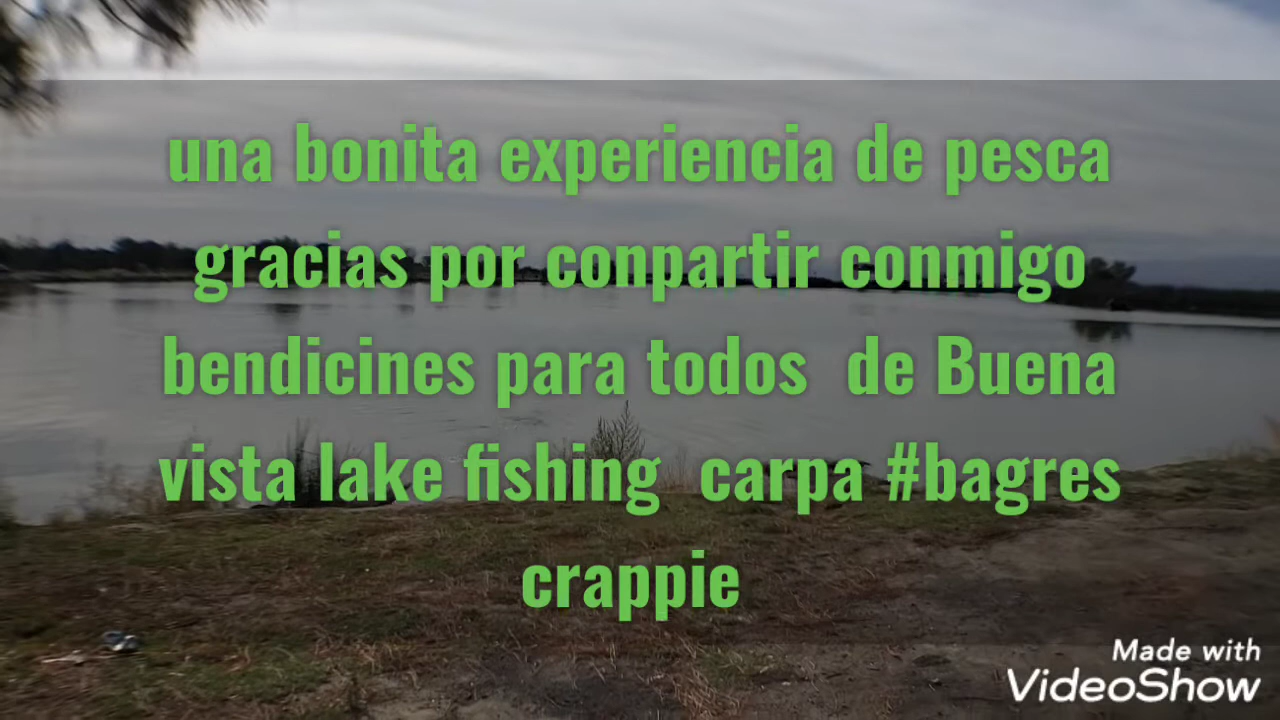 una bonita experiencia de pesca
gracias por conpartir conmigo
bendicines para todos  de Buena
vista lake fishing  carpa #bagres
crappie
Made with
VideoShow